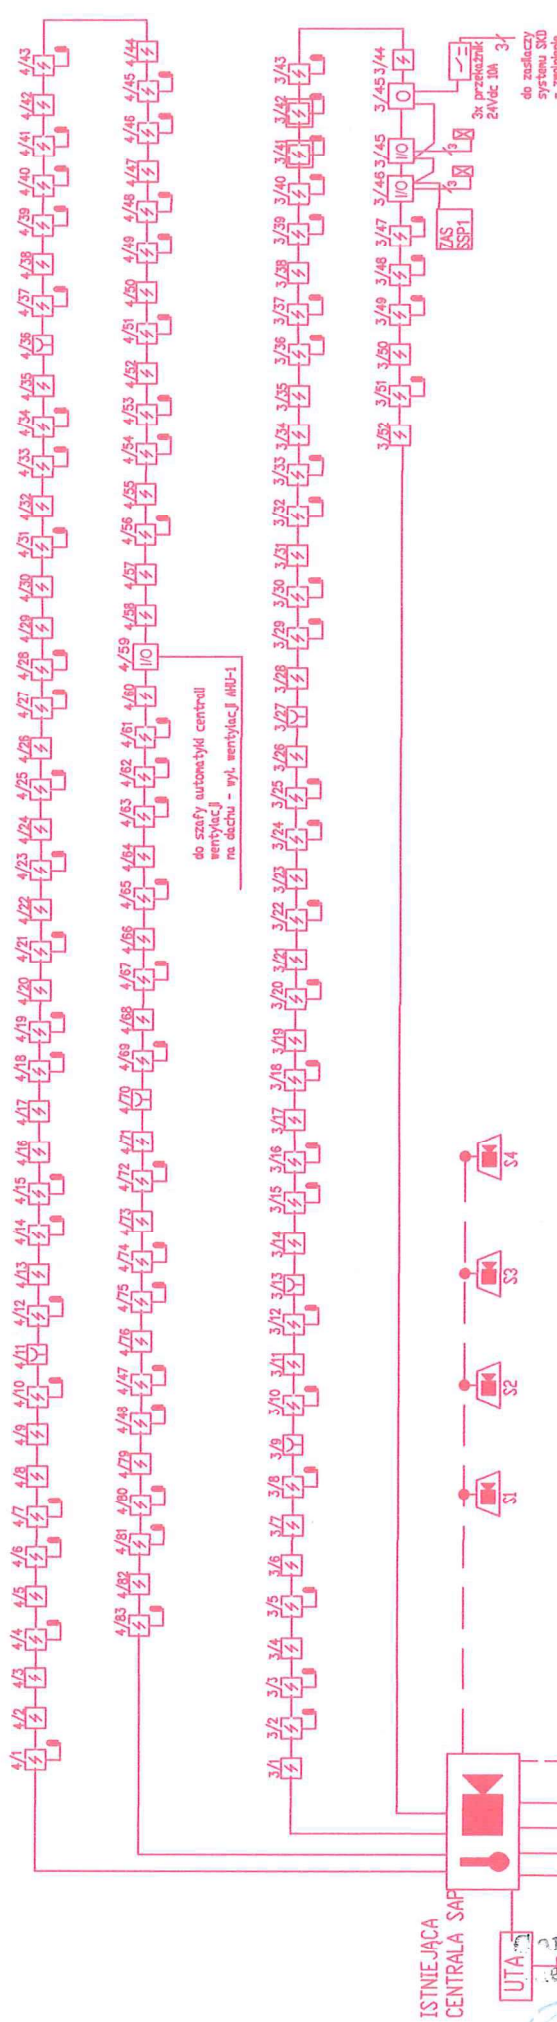 4/1 4/2 4/3 4/4 4/5 4/6 4/7 4/8 4/9 4/10 4/11 4/12 4/13 4/14 4/15 4/16 4/17 4/18 4/19 4/20 4/21 4/22 4/23 4/24 4/25 4/26 4/27 4/28 4/29 4/30 4/31 4/32 4/33 4/34 4/35 4/36 4/37 4/38 4/39 4/40 4/41 4/42 4/43
4/83 4/82 4/81 4/80 4/79 4/48 4/47 4/76 4/75 4/74 4/73 4/72 4/71 4/70 4/69 4/68 4/67 4/66 4/65 4/64 4/63 4/62 4/61 4/60 4/59 4/58 4/57 4/56 4/55 4/54 4/53 4/52 4/51 4/50 4/49 4/48 4/47 4/46 4/45 4/44
I/O
do szafy automatyki centrali
wentylacji
na dachu - wył. wentylacji AHU-1
3/1 3/2 3/3 3/4 3/5 3/6 3/7 3/8 3/9 3/10 3/11 3/12 3/13 3/14 3/15 3/16 3/17 3/18 3/19 3/20 3/21 3/22 3/23 3/24 3/25 3/26 3/27 3/28 3/29 3/30 3/31 3/32 3/33 3/34 3/35 3/36 3/37 3/38 3/39 3/40 3/41 3/42 3/43
3/52 3/51 3/50 3/49 3/48 3/47 3/46 3/45 3/45 3/44
I/O I/O O
3 3
ZAS
SSP1
3x przekaźnik
24Vdc 10A
3
do zasilaczy
systemu SKD
ISTNIEJĄCA
CENTRALA SAP
UTA
S1 S2 S3 S4